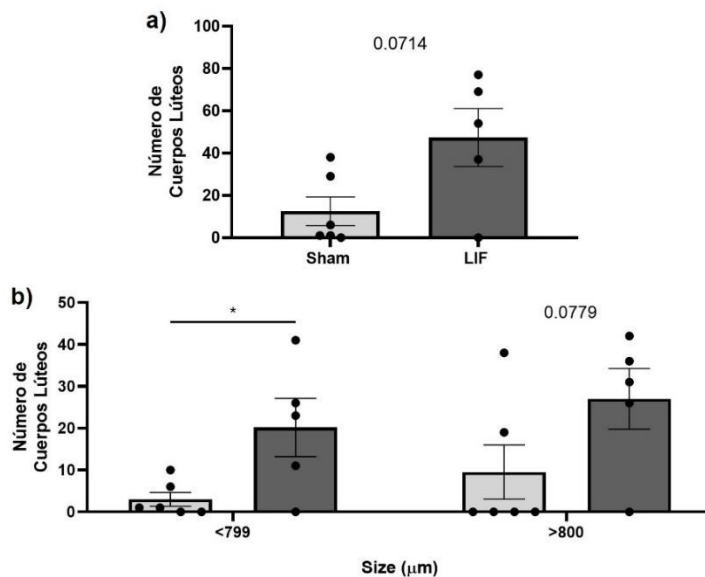 a)
0.0714
Número de
Cuerpos Lúteos
100
80
60
40
20
0
Sham
LIF
b)
*
0.0779
Número de
Cuerpos Lúteos
50
40
30
20
10
0
<799
>800
Size (μm)